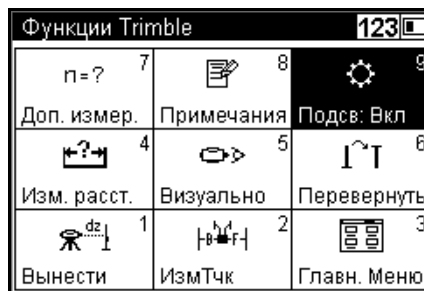 Функции Trimble 123
n=? 7 8 9
Доп. измер. Примечания Подсв: Вкл
?  4 5 6
Изм. расст. Визуально Перевернуть
dz 1 B F 2 3
Вынести ИзмТчк Главн. Меню